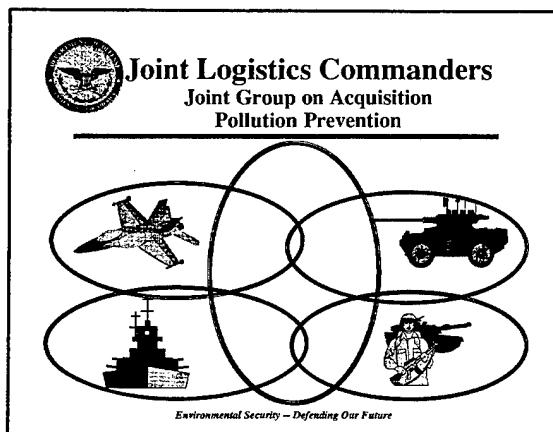 Joint Logistics Commanders
Joint Group on Acquisition
Pollution Prevention
Environmental Security -- Defending Our Future